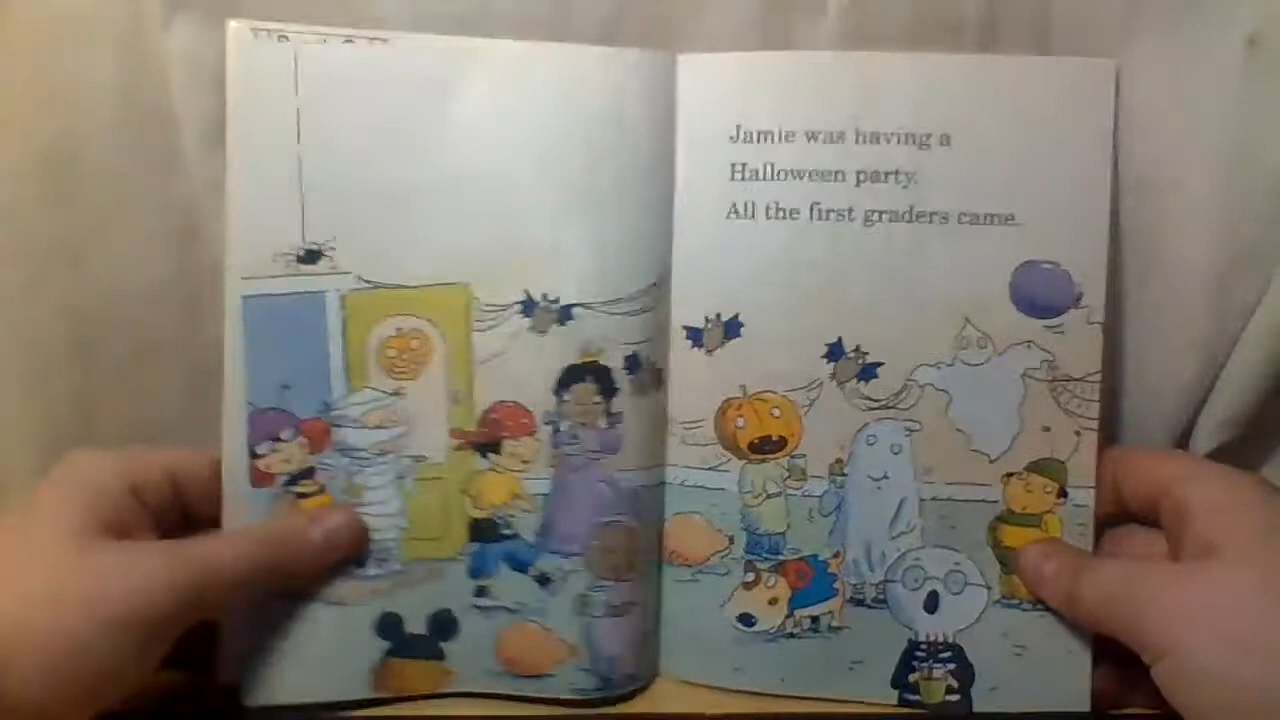 Jamie was having a
Halloween party.
All the first graders came.